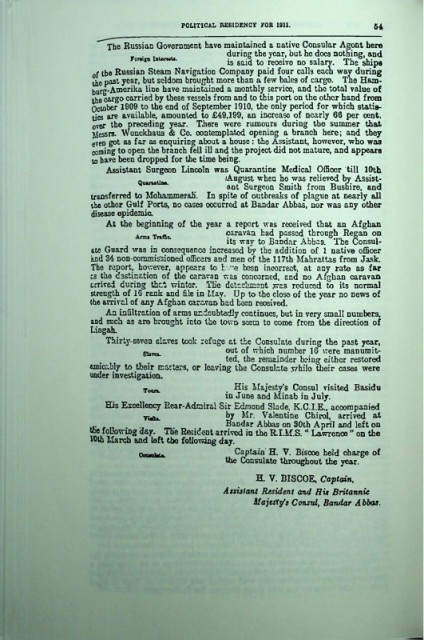 POLITICAL RESIDENCY FOR 1911.
54
The Russian Government have maintained a native Consular Agent here
Foreign Interests.
during the year, but he does nothing, and
is said to receive no salary. The ships
of the Russian Steam Navigation Company paid four calls each way during
the past year, but seldom brought more than a few bales of cargo. The Ham-
burg-Amerika line have maintained a monthly service, and the total value of
the cargo carried by these vessels from and to this port on the other hand from
October 1909 to the end of September 1910, the only period for which statis-
tics are available, amounted to £49,199, an increase of nearly 66 per cent.
over the preceding year. There were rumours during the summer that
Messrs. Wonckhaus & Co. contemplated opening a branch here; and they
even got as far as enquiring about a house: the Assistant, however, who was
coming to open the branch fell ill and the project did not mature, and appears
to have been dropped for the time being.
Assistant Surgeon Lincoln was Quarantine Medical Officer till 10th
Quarantine.
August when he was relieved by Assist-
ant Surgeon Smith from Bushire, and
transferred to Mohammerah. In spite of outbreaks of plague at nearly all
the other Gulf Ports, no cases occurred at Bandar Abbas, nor was any other
disease epidemic.
At the beginning of the year a report was received that an Afghan
Arms Traffic.
caravan had passed through Regan on
its way to Bandar Abbas. The Consul-
ate Guard was in consequence increased by the addition of 1 native officer
and 34 non-commissioned officers and men of the 117th Mahrattas from Jask.
The report, however, appears to have been incorrect, at any rate as far
as the destination of the caravan was concerned, and no Afghan caravan
arrived during that winter. The detachment was reduced to its normal
strength of 16 rank and file in May. Up to the close of the year no news of
the arrival of any Afghan caravan had been received.
An infiltration of arms undoubtedly continues, but in very small numbers,
and such as are brought into the town seem to come from the direction of
Lingah.
Thirty-seven slaves took refuge at the Consulate during the past year,
Slaves.
out of which number 16 were manumit-
ted, the remainder being either restored
amicably to their masters, or leaving the Consulate while their cases were
under investigation.
Tours.
His Majesty's Consul visited Basidu
in June and Minab in July.
His Excellency Rear-Admiral Sir Edmond Slade, K.C.I.E., accompanied
Visits.
by Mr. Valentine Chirol, arrived at
Bandar Abbas on 30th April and left on
the following day. The Resident arrived in the R.I.M.S. "Lawrence" on the
10th March and left the following day.
Consulate.
Captain H. V. Biscoe held charge of
the Consulate throughout the year.
H. V. BISCOE, Captain,
Assistant Resident and His Britannic
Majesty's Consul, Bandar Abbas.